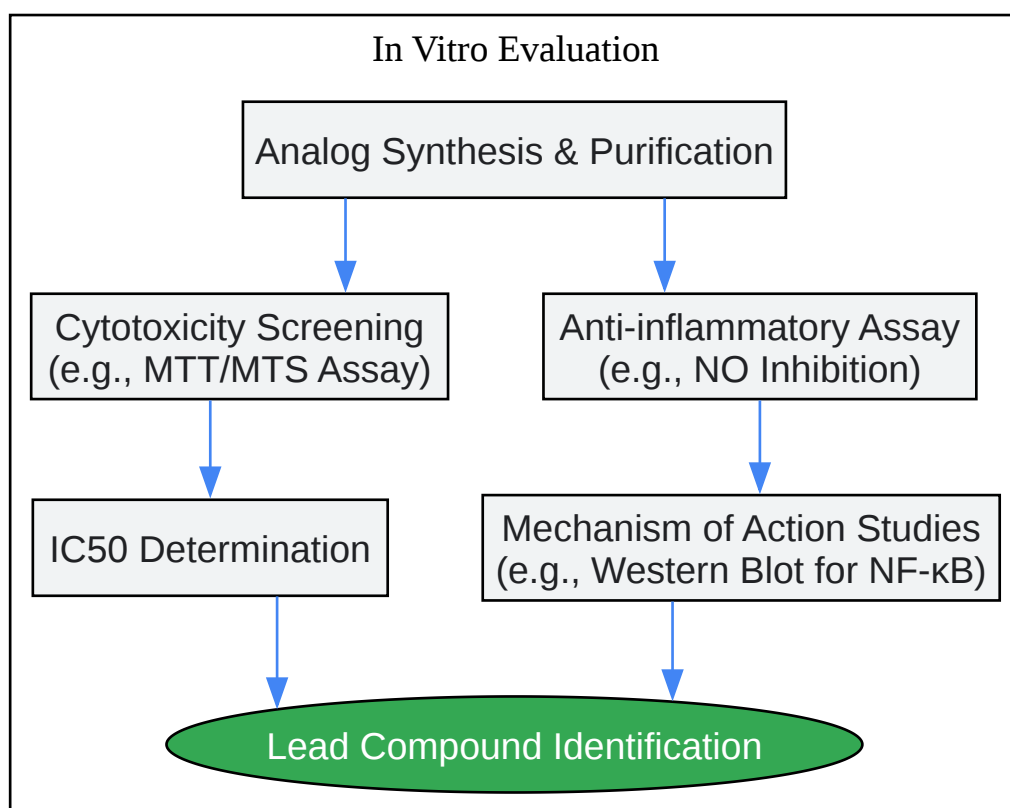 In Vitro Evaluation
Analog Synthesis & Purification
Cytotoxicity Screening
(e.g., MTT/MTS Assay)
Anti-inflammatory Assay
(e.g., NO Inhibition)
IC50 Determination
Mechanism of Action Studies
(e.g., Western Blot for NF-κB)
Lead Compound Identification